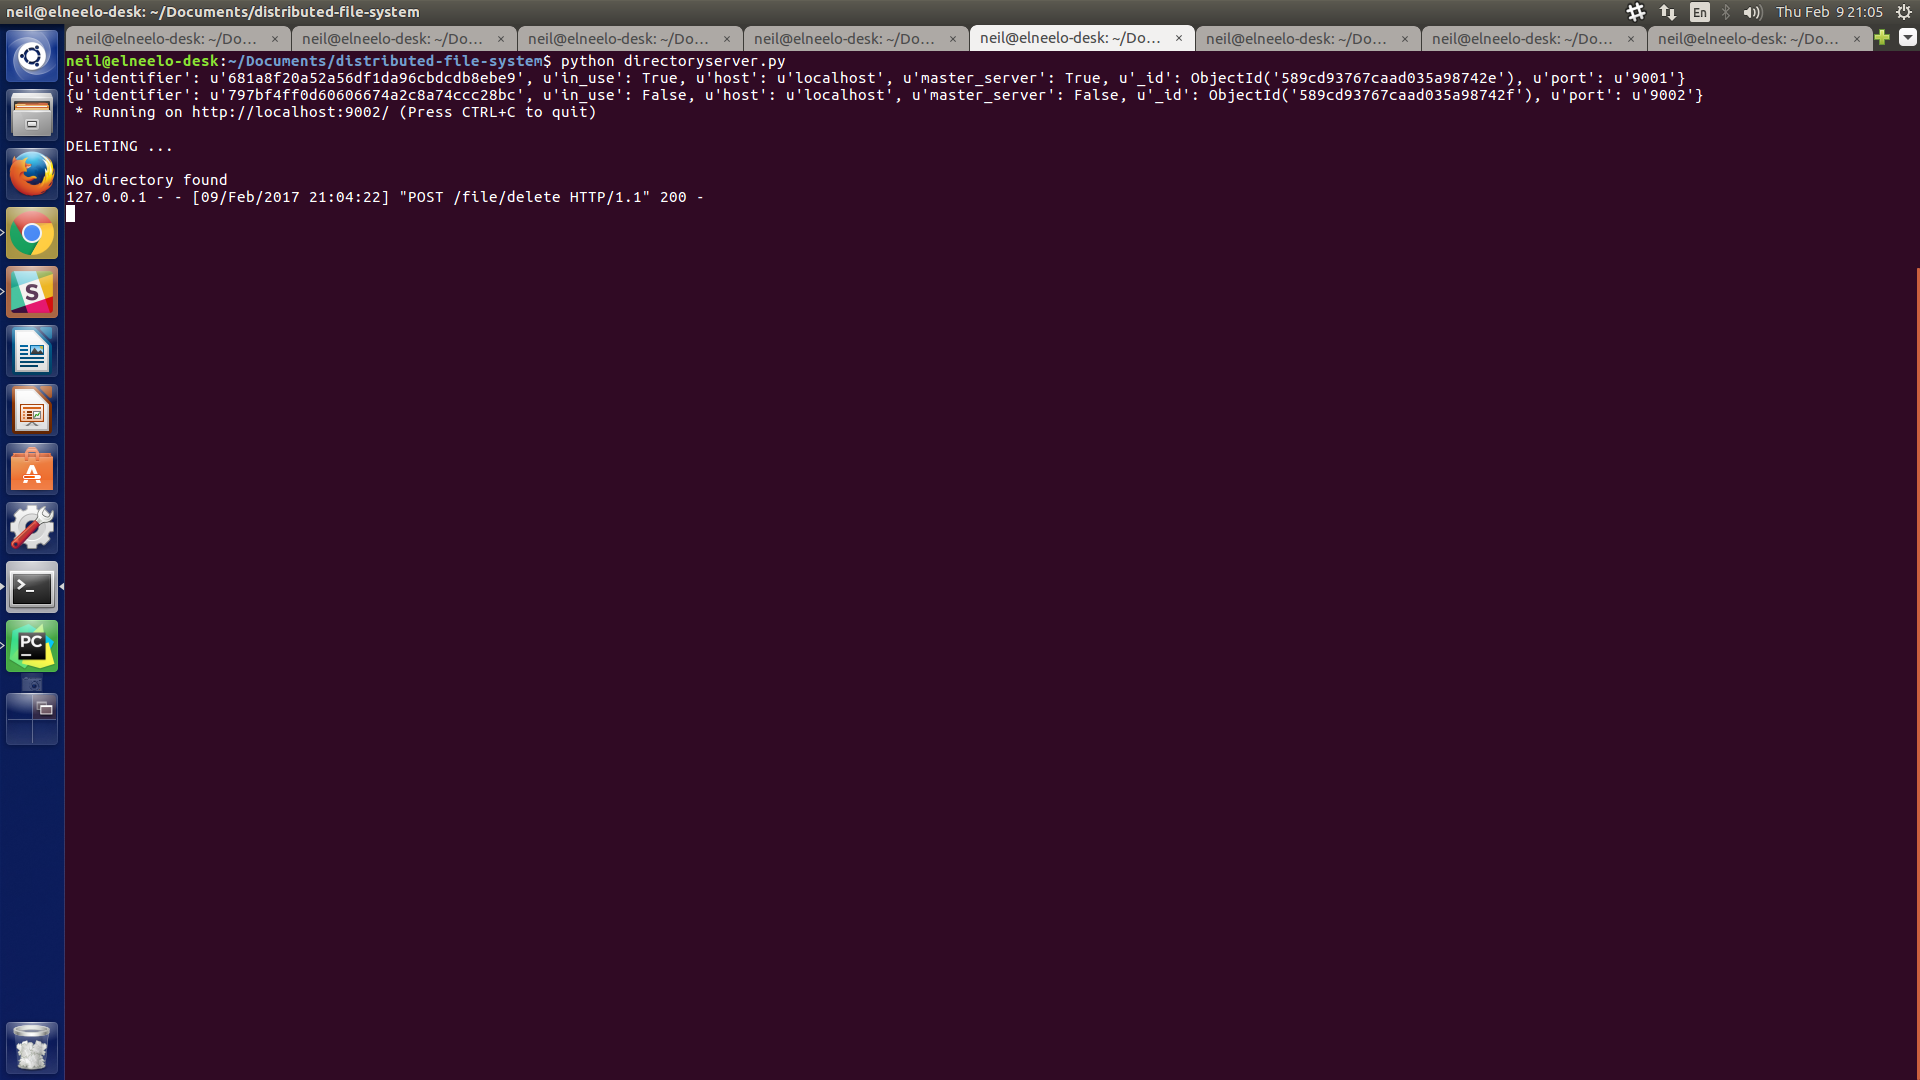 neil@elneelo-desk: ~/Documents/distributed-file-system
En
Thu Feb 9 21:05
neil@elneelo-desk: ~/Do... ×
neil@elneelo-desk: ~/Do... ×
neil@elneelo-desk: ~/Do... ×
neil@elneelo-desk: ~/Do... ×
neil@elneelo-desk: ~/Do... ×
neil@elneelo-desk: ~/Do... ×
neil@elneelo-desk: ~/Do... ×
neil@elneelo-desk: ~/Do... ×
neil@elneelo-desk:~/Documents/distributed-file-system$ python directoryserver.py
{u'identifier': u'681a8f20a52a56df1da96cbdcdb8ebe9', u'in_use': True, u'host': u'localhost', u'master_server': True, u'_id': ObjectId('589cd93767caad035a98742e'), u'port': u'9001'}
{u'identifier': u'797bf4ff0d60606674a2c8a74ccc28bc', u'in_use': False, u'host': u'localhost', u'master_server': False, u'_id': ObjectId('589cd93767caad035a98742f'), u'port': u'9002'}
 * Running on http://localhost:9002/ (Press CTRL+C to quit)
DELETING ...
No directory found
127.0.0.1 - - [09/Feb/2017 21:04:22] "POST /file/delete HTTP/1.1" 200 -
S
A
>_
PC